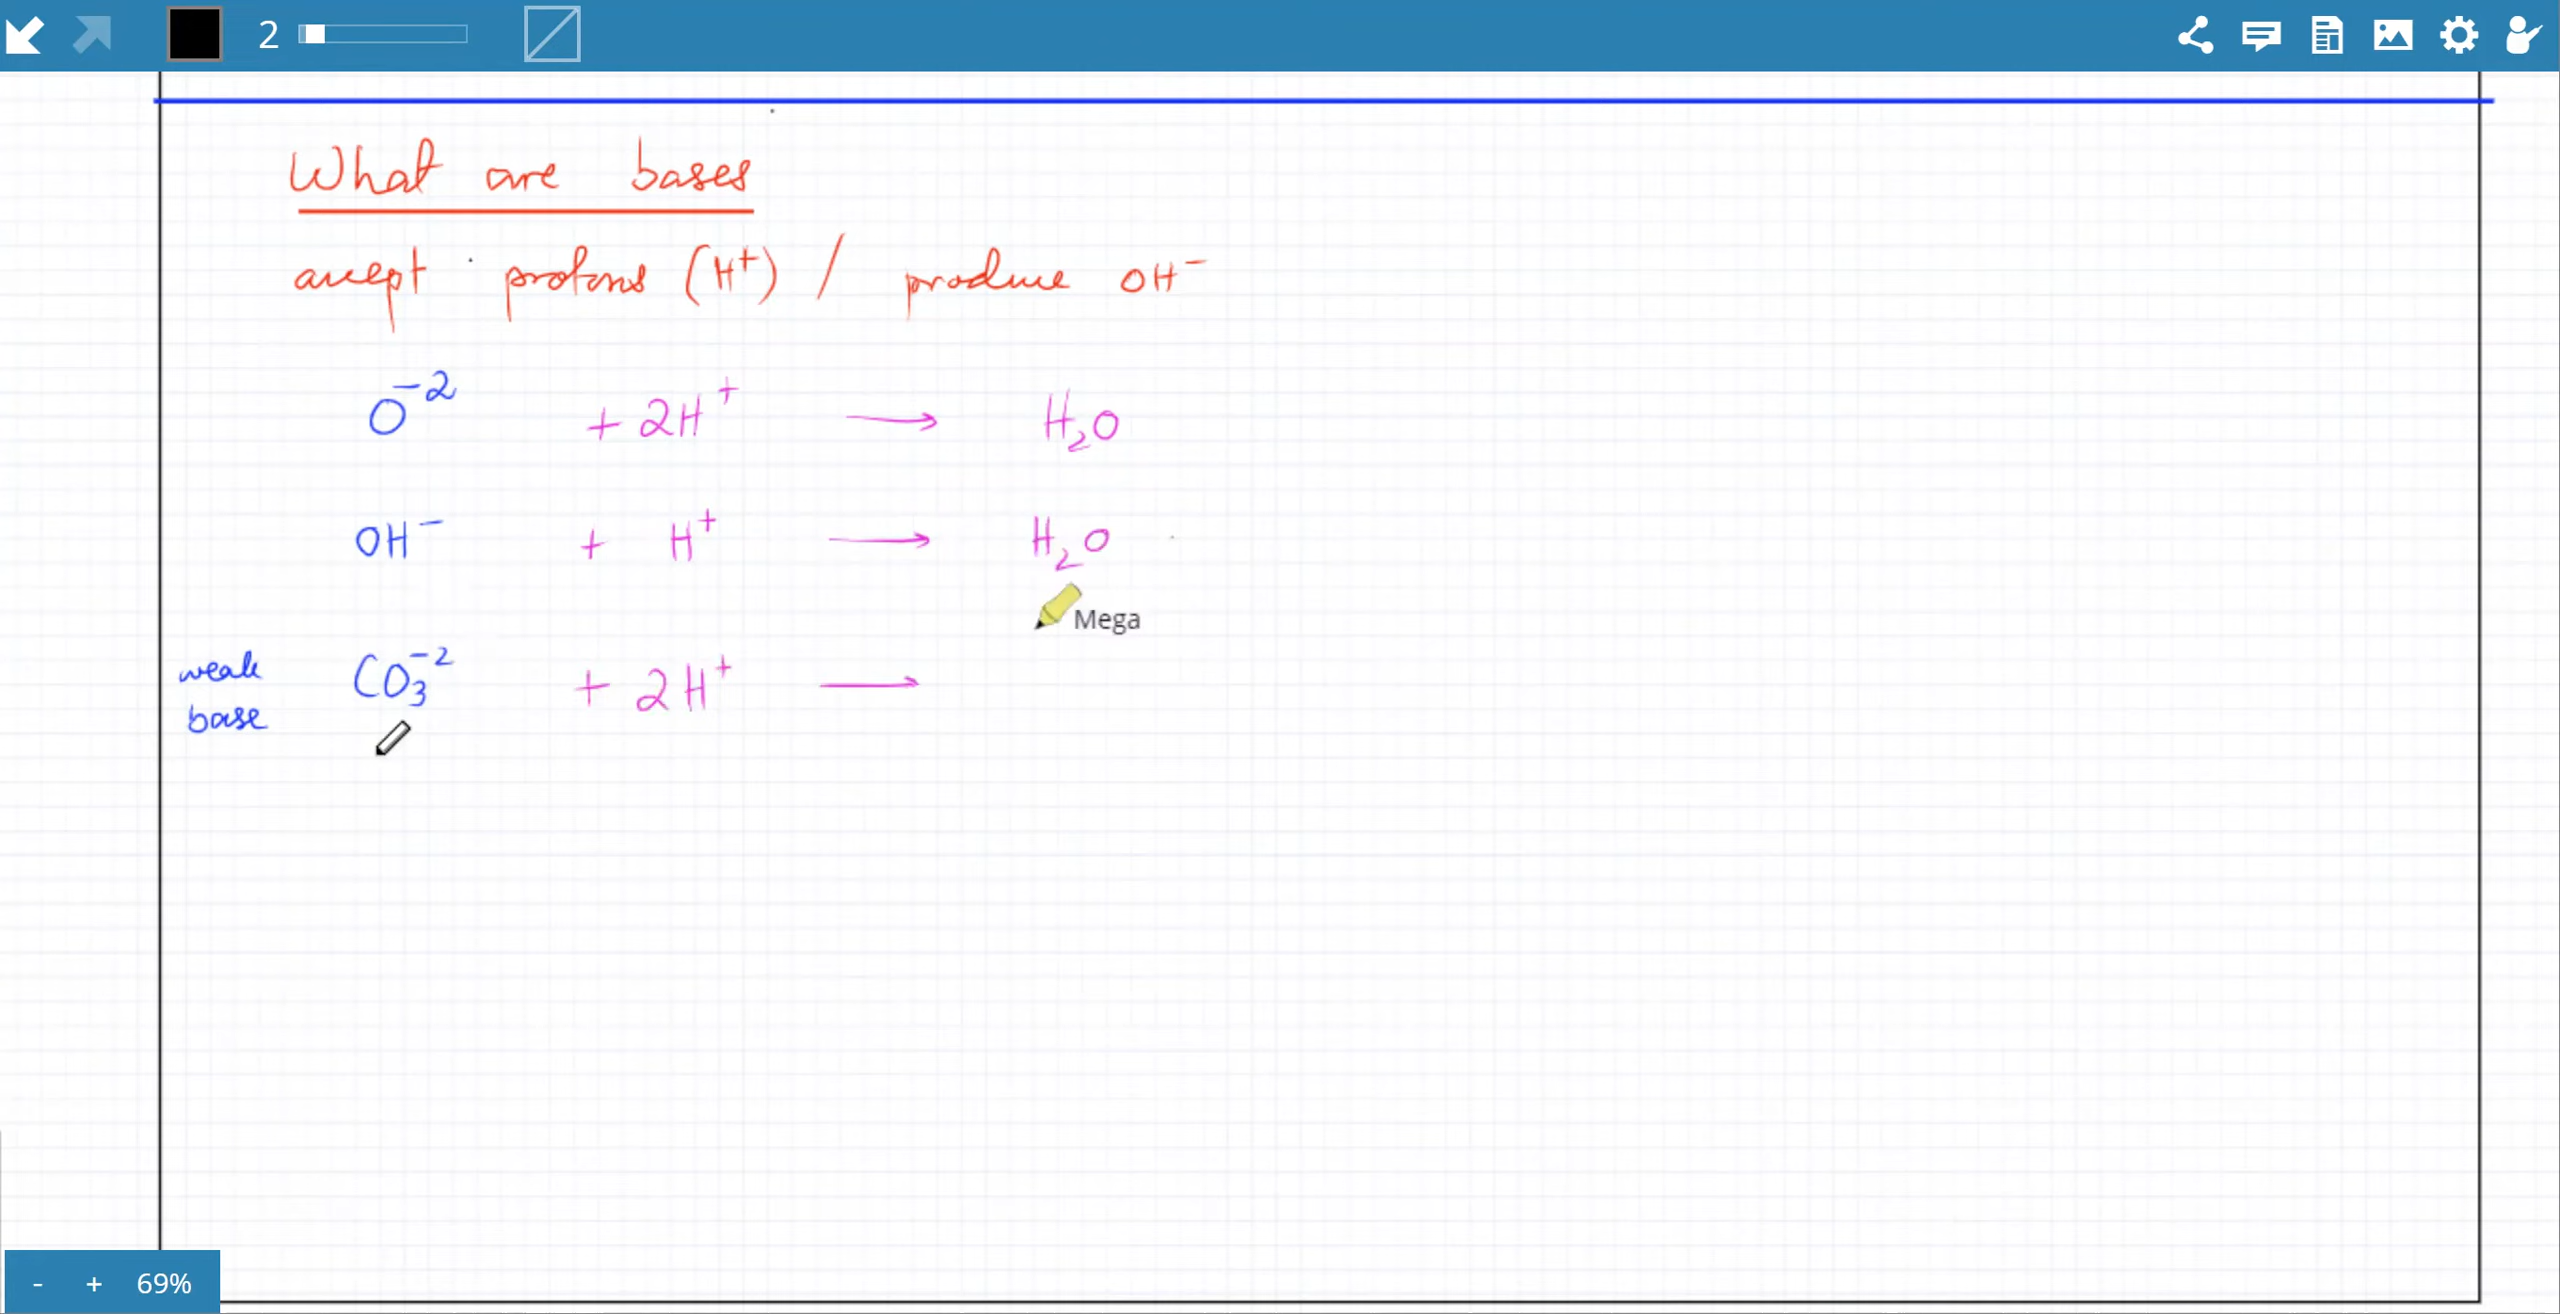 2
What are bases
accept protons (H⁺) / produce OH⁻
O⁻² + 2H⁺ → H₂O
OH⁻ + H⁺ → H₂O
Mega
weak base CO₃⁻² + 2H⁺ →
- + 69%